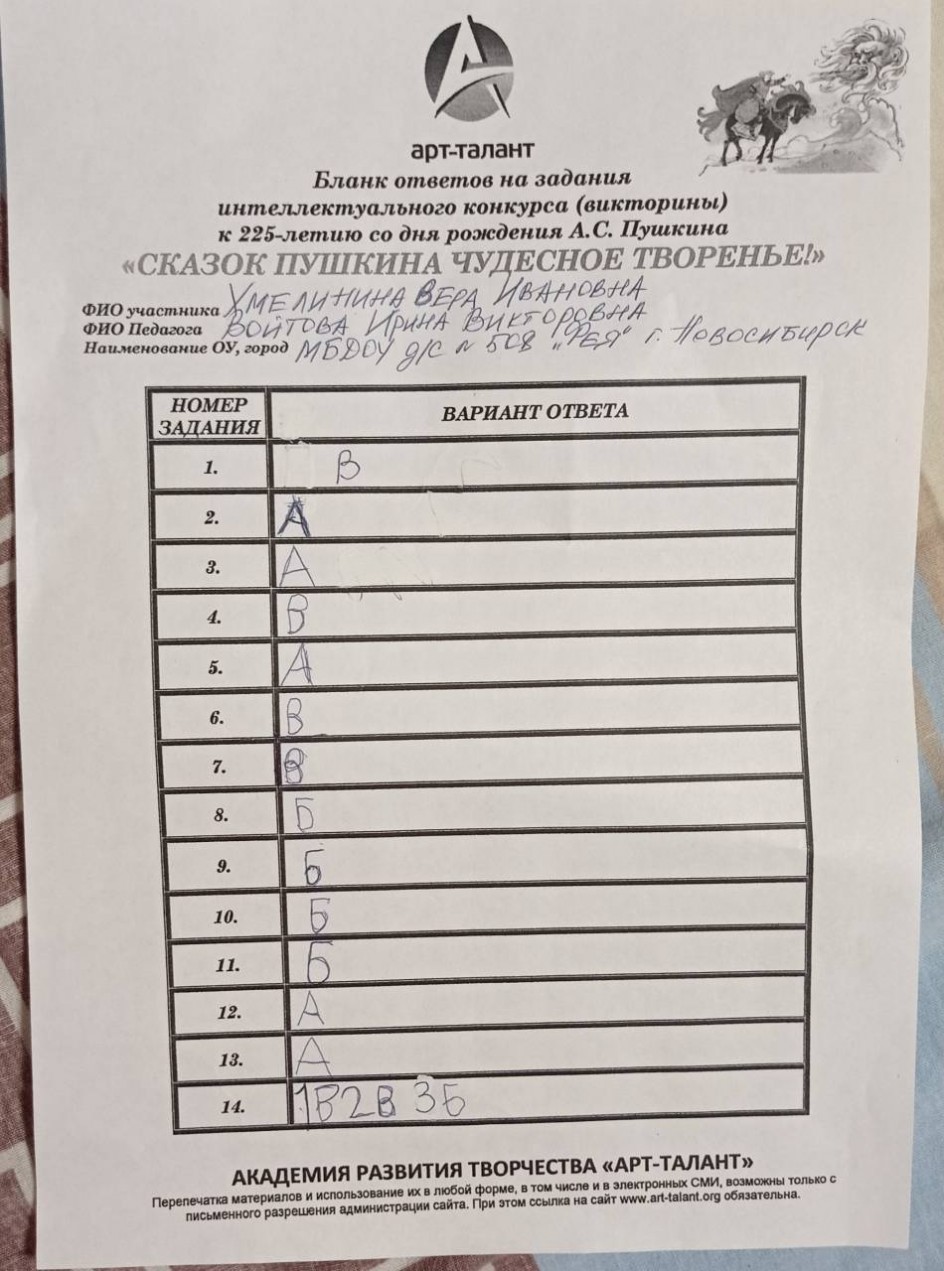 арт-талант
Бланк ответов на задания
интеллектуального конкурса (викторины)
к 225-летию со дня рождения А.С. Пушкина
«СКАЗОК ПУШКИНА ЧУДЕСНОЕ ТВОРЕНЬЕ!»
ФИО участника ХМЕЛИНИНА ВЕРА ИВАНОВНА
ФИО Педагога ВОЙТОВА ИРИНА ВИКТОРОВНА
Наименование ОУ, город МБДОУ д/с № 508 „Фея" г. Новосибирск
НОМЕР ЗАДАНИЯ ВАРИАНТ ОТВЕТА
1. В
2. А
3. А
4. В
5. А
6. В
7. В
8. Б
9. Б
10. Б
11. Б
12. А
13. А
14. 1В2В 3Б
АКАДЕМИЯ РАЗВИТИЯ ТВОРЧЕСТВА «АРТ-ТАЛАНТ»
Перепечатка материалов и использование их в любой форме, в том числе и в электронных СМИ, возможны только с
письменного разрешения администрации сайта. При этом ссылка на сайт www.art-talant.org обязательна.